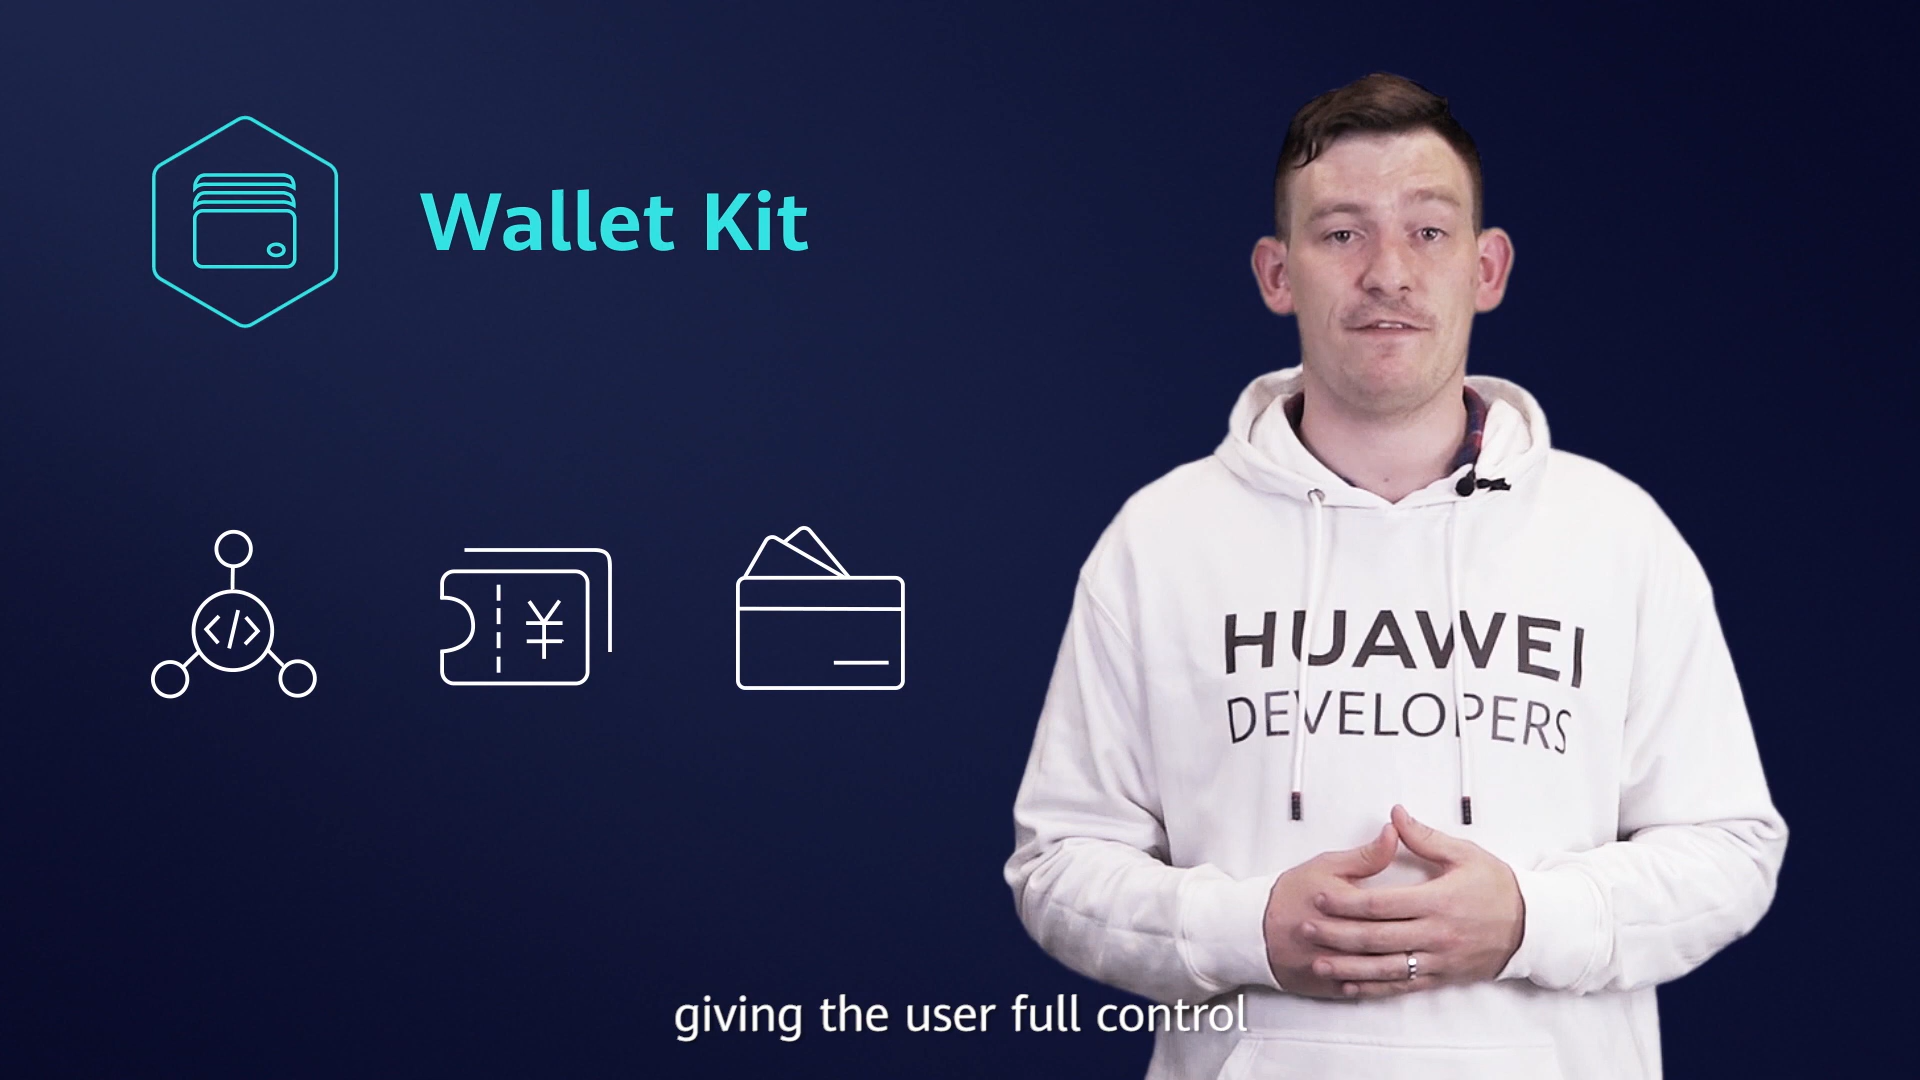 Wallet Kit
</>
¥
HUAWEI
DEVELOPERS
giving the user full control